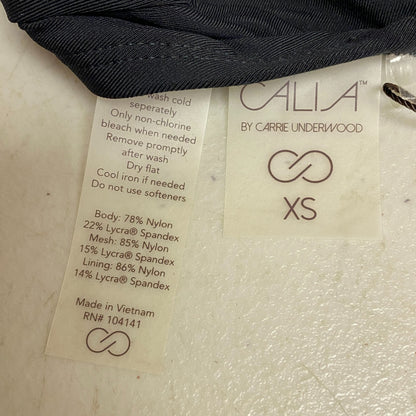 wash cold
seperately
Only non-chlorine
bleach when needed
Remove promptly
after wash
Dry flat
Cool iron if needed
Do not use softeners
Body: 78% Nylon
22% Lycra® Spandex
Mesh: 85% Nylon
15% Lycra® Spandex
Lining: 86% Nylon
14% Lycra® Spandex
Made in Vietnam
RN# 104141
CALIA™
BY CARRIE UNDERWOOD
XS